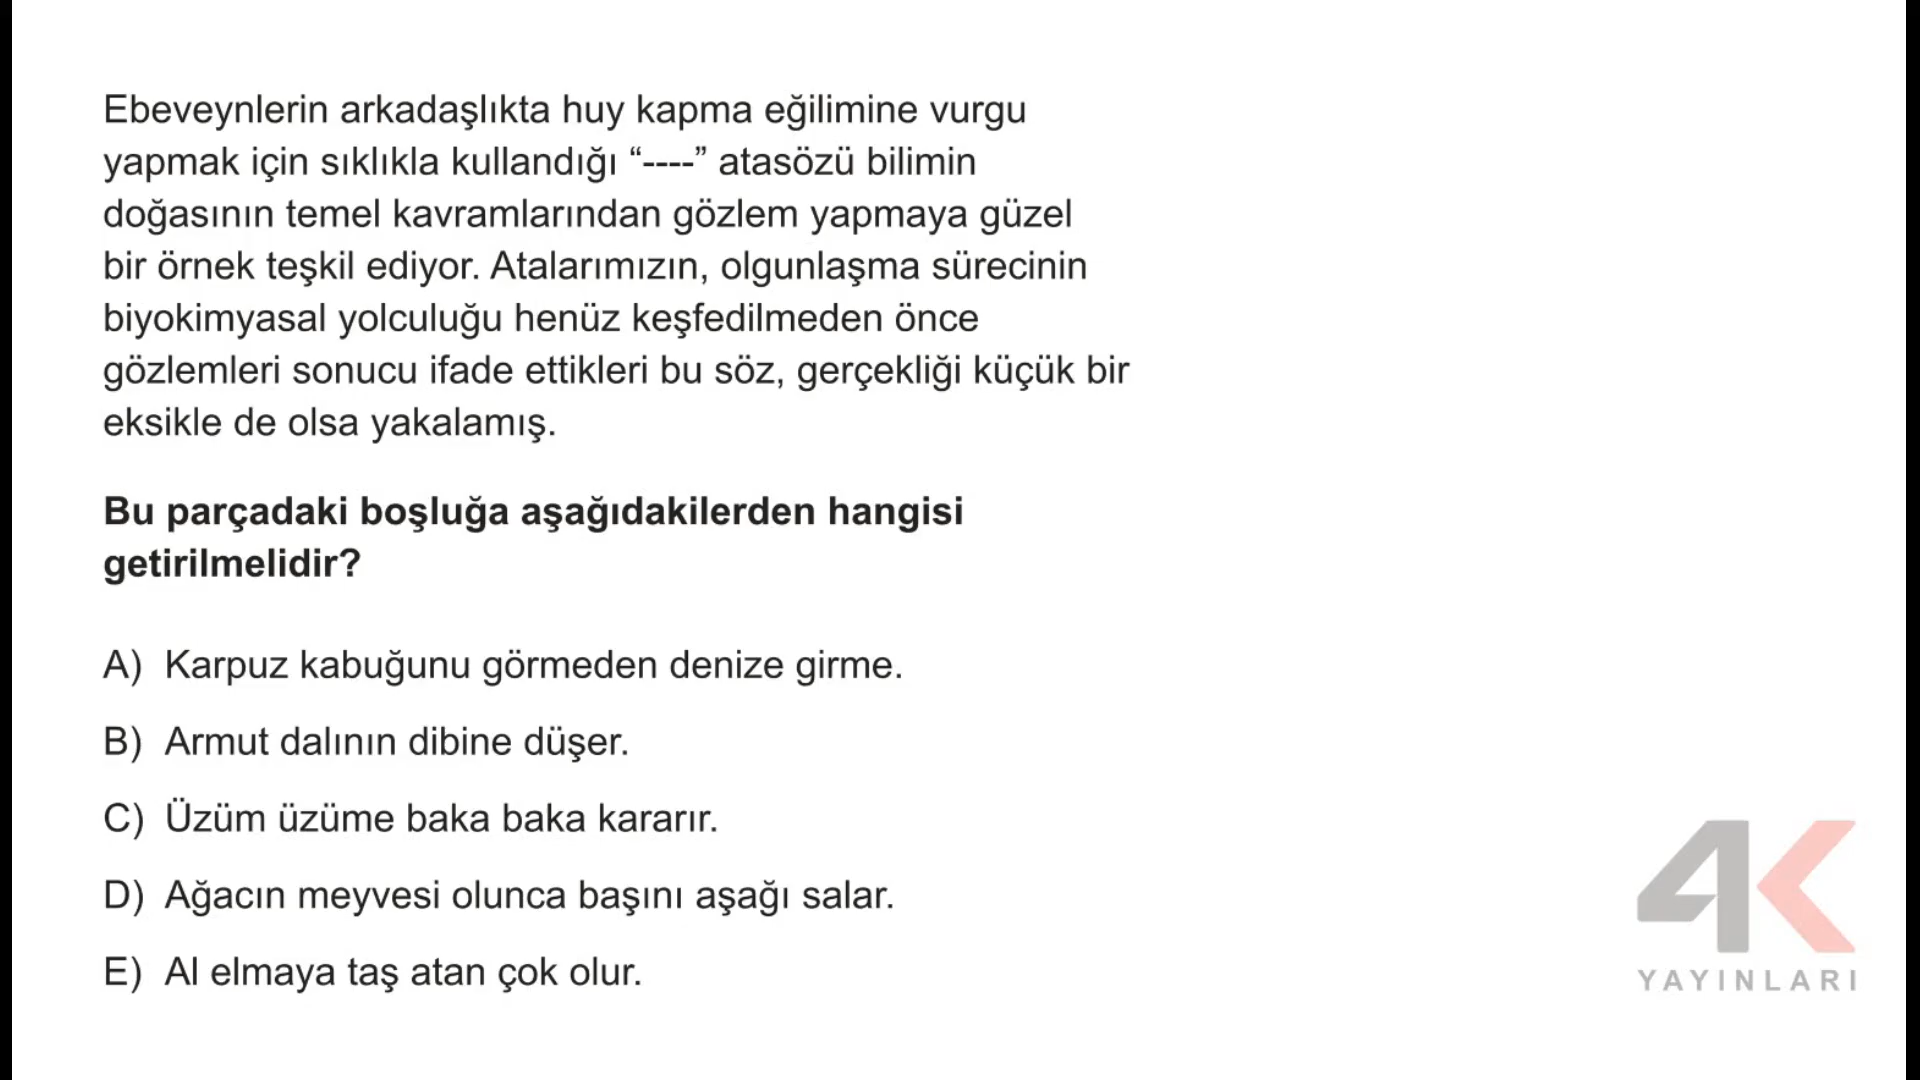 Ebeveynlerin arkadaşlıkta huy kapma eğilimine vurgu
yapmak için sıklıkla kullandığı “----” atasözü bilimin
doğasının temel kavramlarından gözlem yapmaya güzel
bir örnek teşkil ediyor. Atalarımızın, olgunlaşma sürecinin
biyokimyasal yolculuğu henüz keşfedilmeden önce
gözlemleri sonucu ifade ettikleri bu söz, gerçekliği küçük bir
eksikle de olsa yakalamış.
Bu parçadaki boşluğa aşağıdakilerden hangisi
getirilmelidir?
A) Karpuz kabuğunu görmeden denize girme.
B) Armut dalının dibine düşer.
C) Üzüm üzüme baka baka kararır.
D) Ağacın meyvesi olunca başını aşağı salar.
E) Al elmaya taş atan çok olur.
4K
YAYINLARI